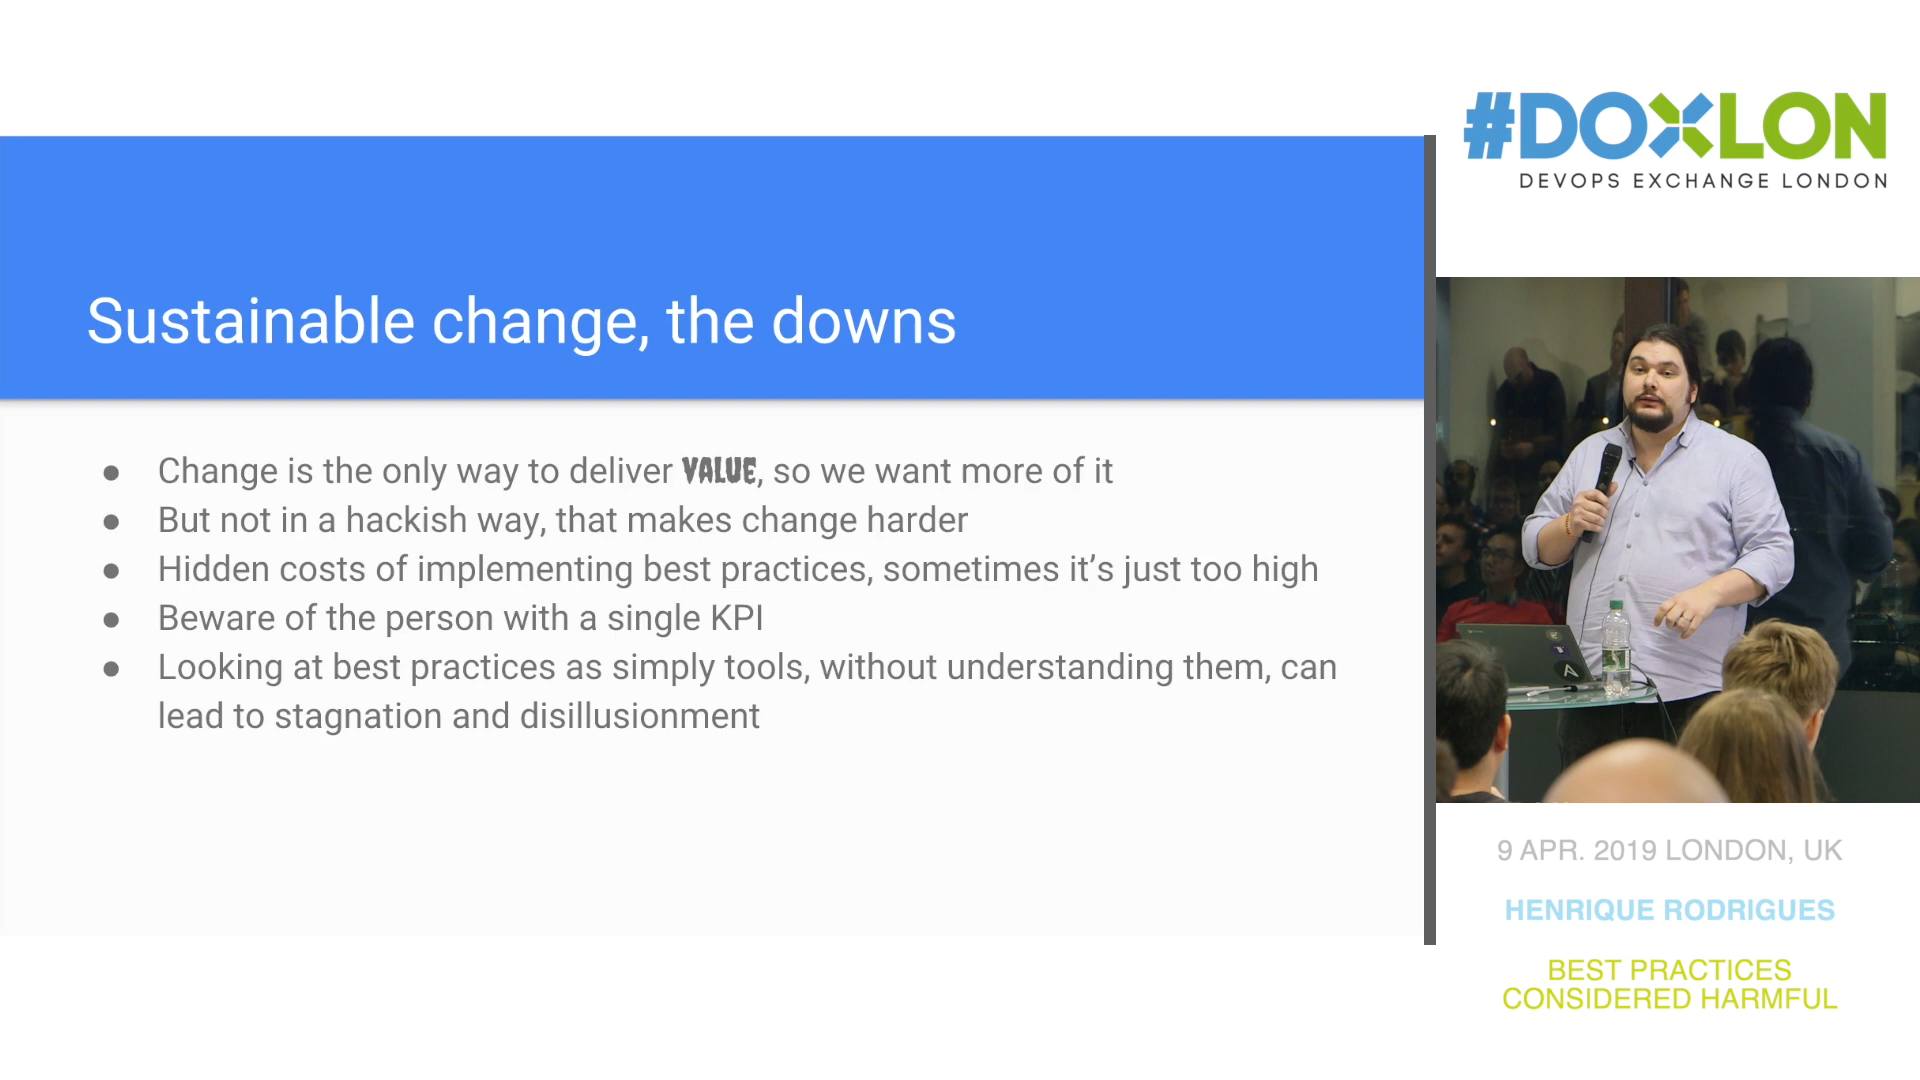 #DOXLON
DEVOPS EXCHANGE LONDON
Sustainable change, the downs
● Change is the only way to deliver VALUE, so we want more of it
● But not in a hackish way, that makes change harder
● Hidden costs of implementing best practices, sometimes it’s just too high
● Beware of the person with a single KPI
● Looking at best practices as simply tools, without understanding them, can
lead to stagnation and disillusionment
9 APR. 2019 LONDON, UK
HENRIQUE RODRIGUES
BEST PRACTICES
CONSIDERED HARMFUL